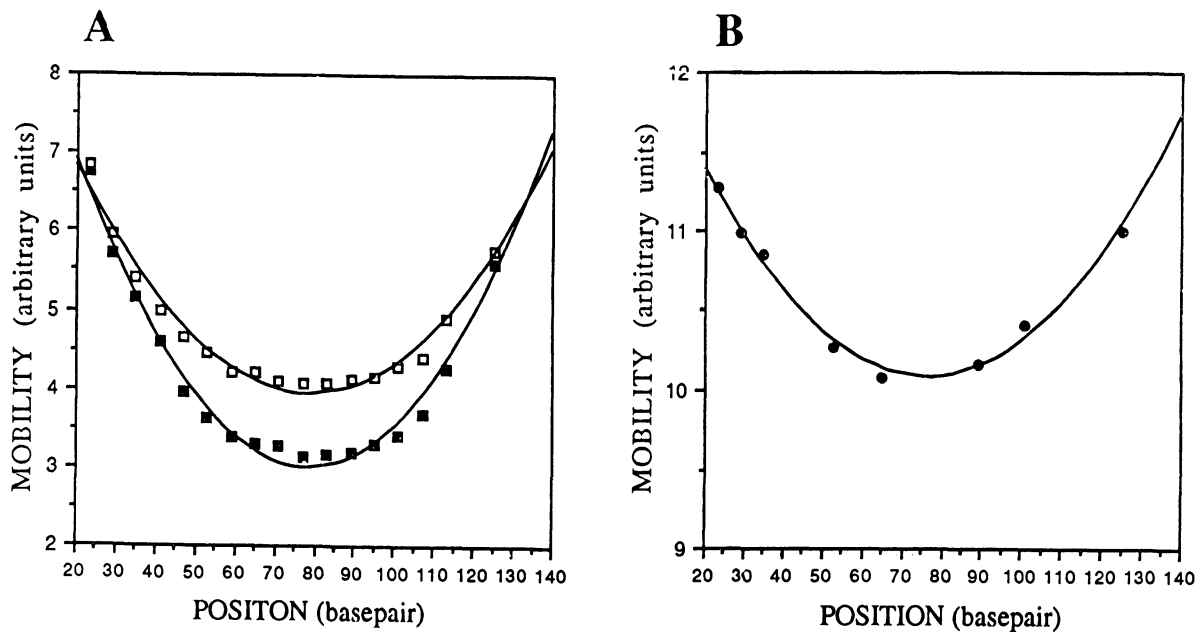 A
B
MOBILITY (arbitrary units)
8
7
6
5
4
3
2
20 30 40 50 60 70 80 90 100 110 120 130 140
POSITON (basepair)
MOBILITY (arbitrary units)
12
11
10
9
20 30 40 50 60 70 80 90 100 110 120 130 140
POSITION (basepair)